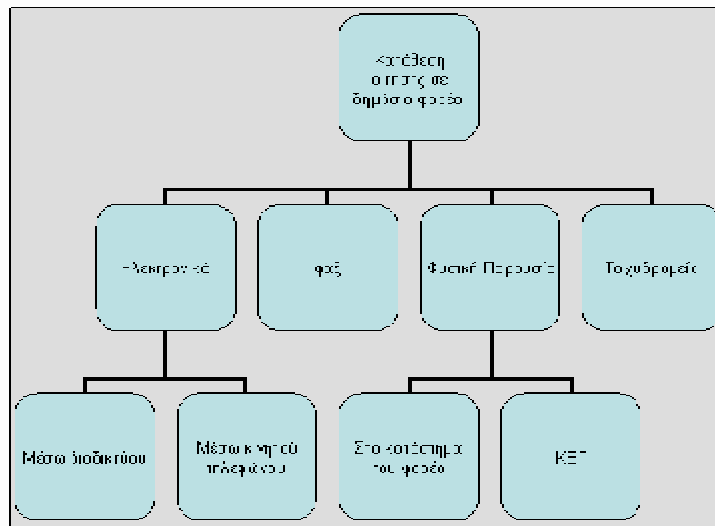 Κατάθεση
αίτησης σε
δημόσιο φορέα
Ηλεκτρονικά
φαξ
Φυσική Παρουσία
Ταχυδρομείο
Μέσω διαδικτύου
Μέσω κινητού
τηλεφώνου
Στο κατάστημα
του φορέα
ΚΕΠ